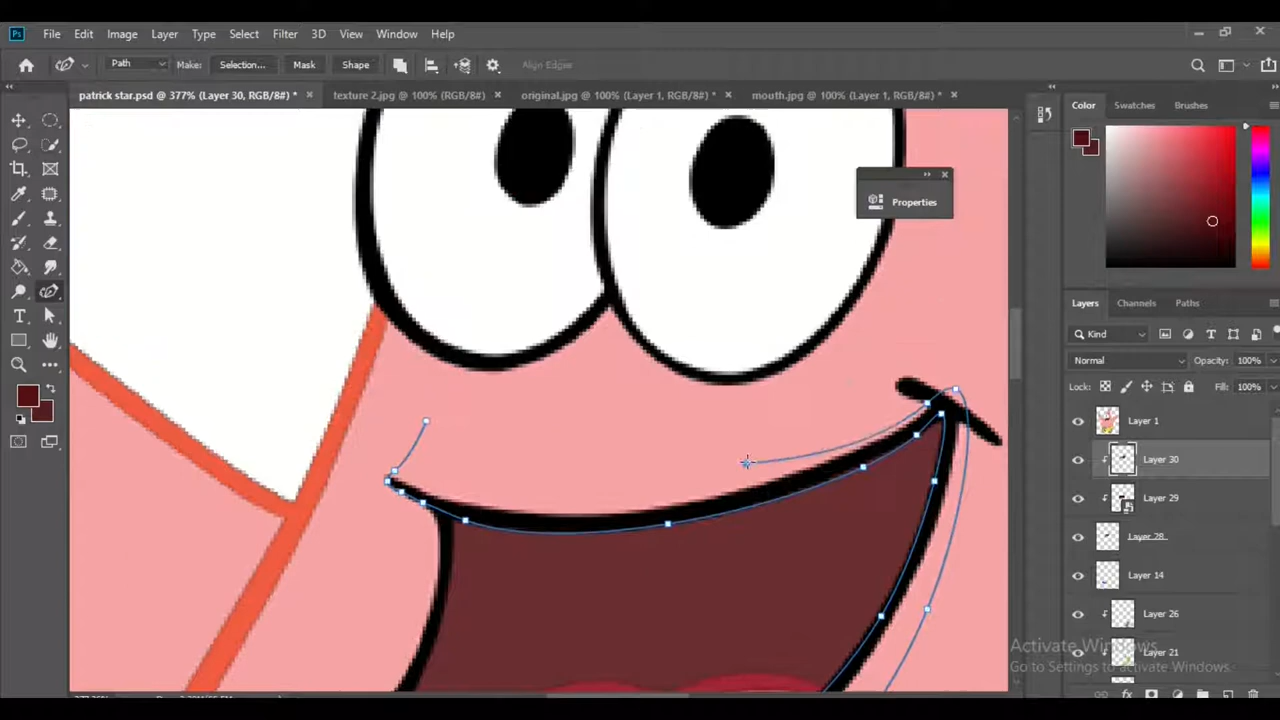 Ps File Edit Image Layer Type Select Filter 3D View Window Help
Path Make: Selection... Mask Shape Align Edges
patrick star.psd @ 377% (Layer 30, RGB/8#) * texture 2.jpg @ 100% (RGB/8#) original.jpg @ 100% (Layer 1, RGB/8#) * mouth.jpg @ 100% (Layer 1, RGB/8#) *
Color Swatches Brushes
Properties
Layers Channels Paths
Kind
Normal Opacity: 100%
Lock: Fill: 100%
Layer 1
Layer 30
Layer 29
Layer 28
Layer 14
Layer 26
Activate Windows
Layer 21
Go to Settings to activate Windows.